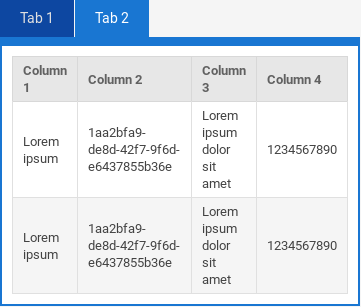 Tab 1 Tab 2
Column 1 Column 2 Column 3 Column 4
Lorem ipsum 1aa2bfa9-de8d-42f7-9f6d-e6437855b36e Lorem ipsum dolor sit amet 1234567890
Lorem ipsum 1aa2bfa9-de8d-42f7-9f6d-e6437855b36e Lorem ipsum dolor sit amet 1234567890